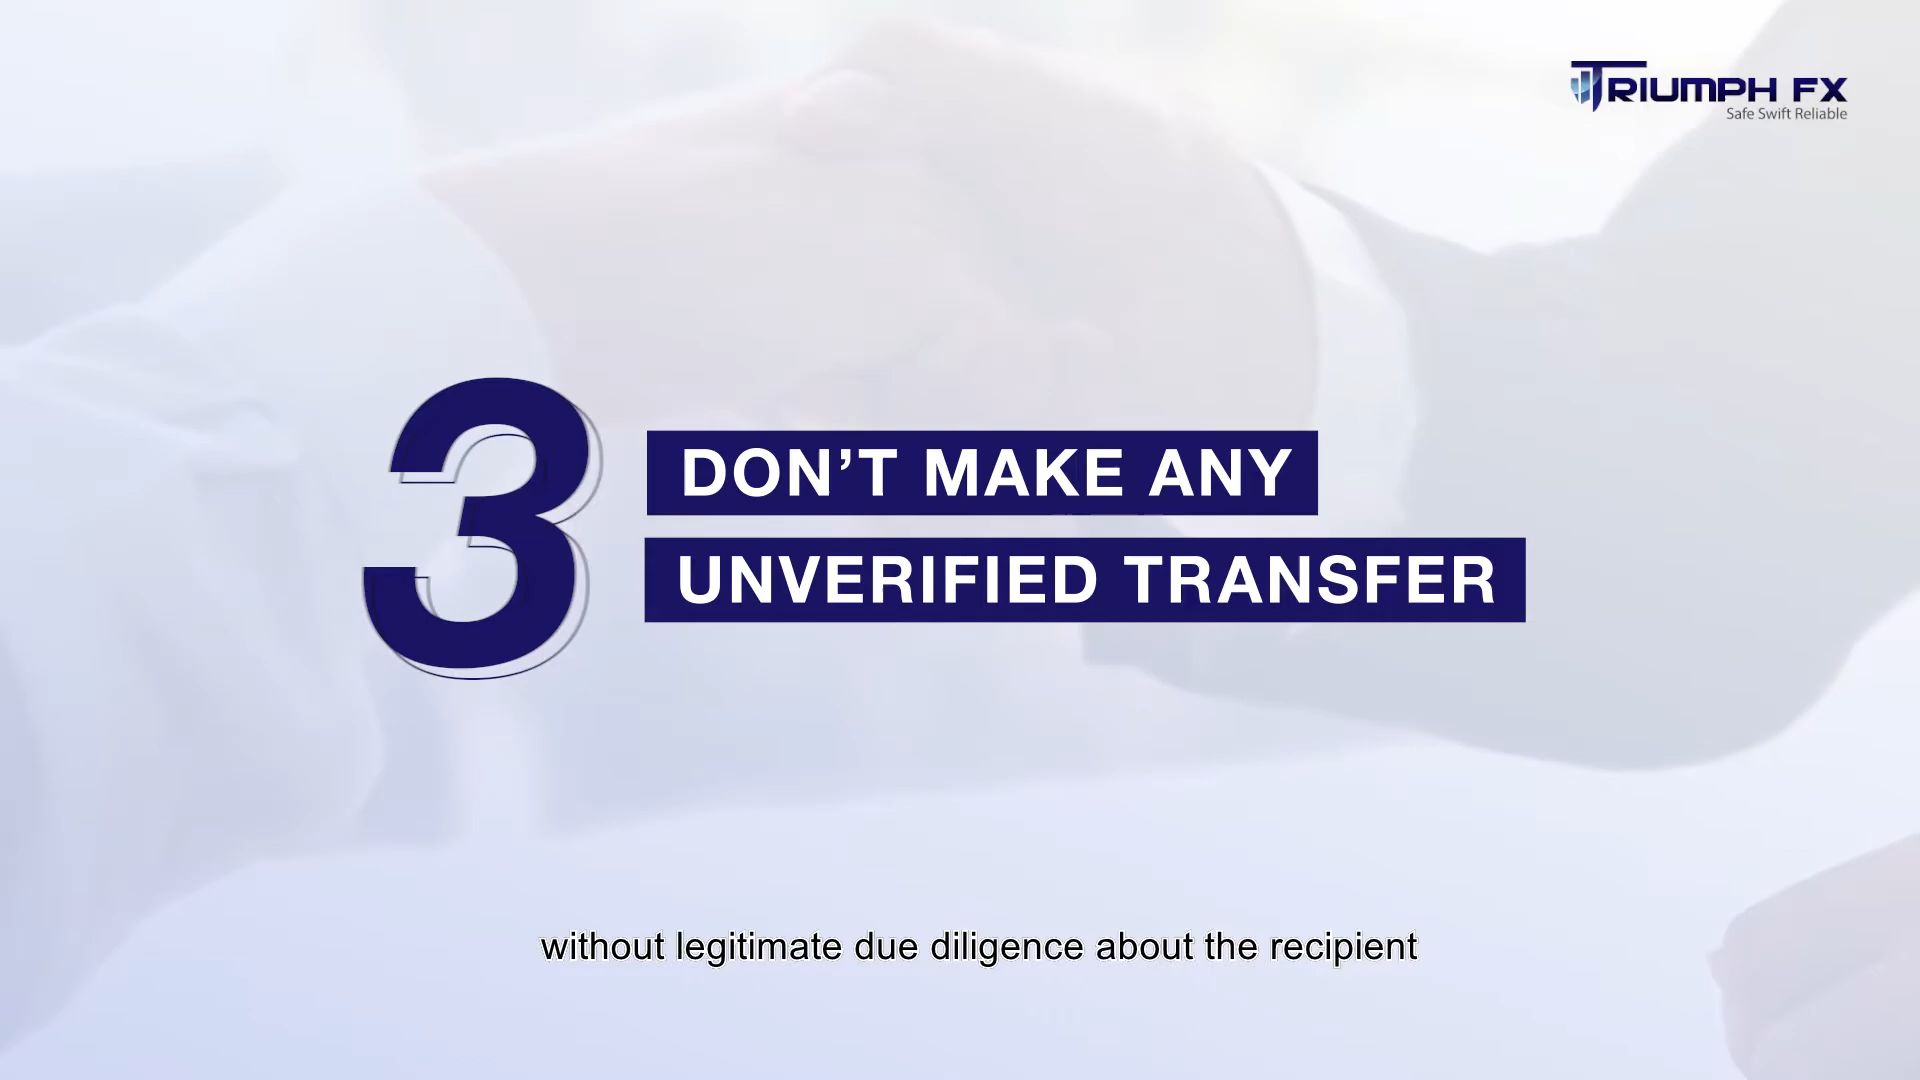 TRIUMPH FX
Safe Swift Reliable
3
DON’T MAKE ANY
UNVERIFIED TRANSFER
without legitimate due diligence about the recipient